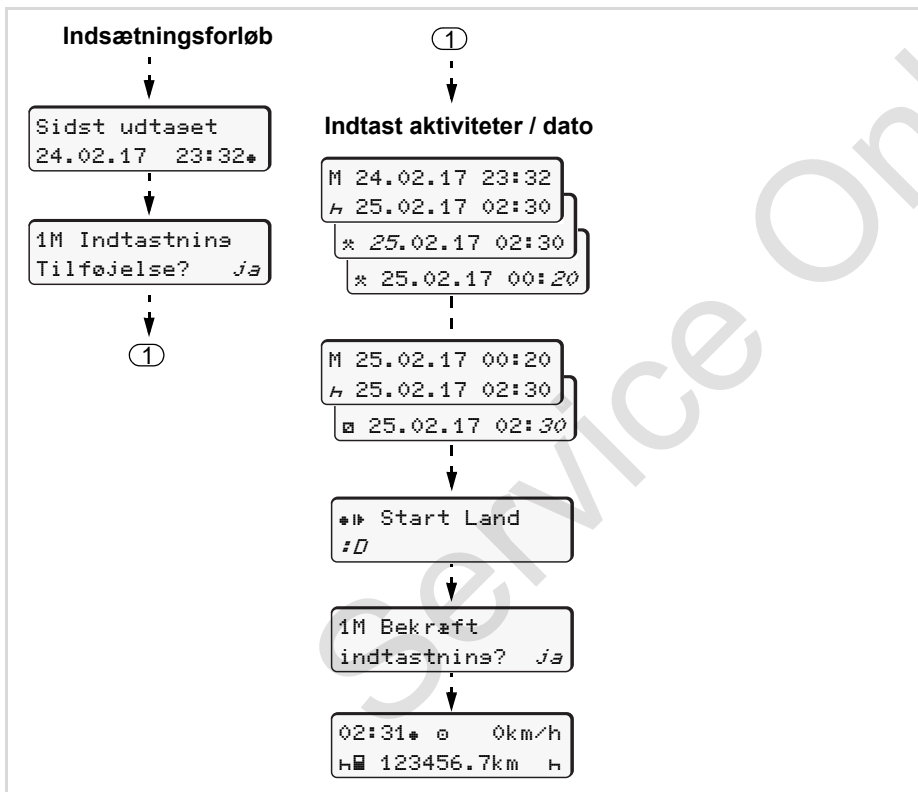 Indsætningsforløb
Sidst udtaget
24.02.17 23:32
1M Indtastning
Tilføjelse? ja
1
1
Indtast aktiviteter / dato
M 24.02.17 23:32
25.02.17 02:30
25.02.17 02:30
25.02.17 00:20
M 25.02.17 00:20
25.02.17 02:30
25.02.17 02:30
Start Land
:D
1M Bekræft
indtastning? ja
02:31 0km/h
123456.7km
Service On